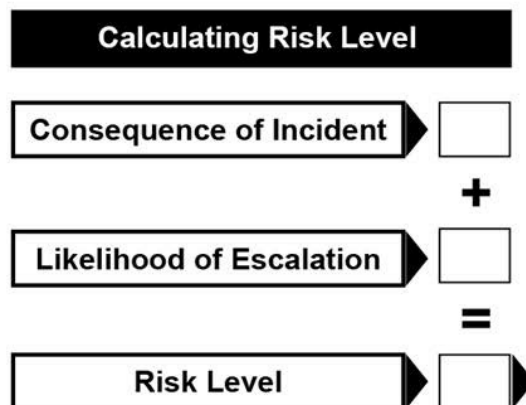 Calculating Risk Level
Consequence of Incident
+
Likelihood of Escalation
=
Risk Level